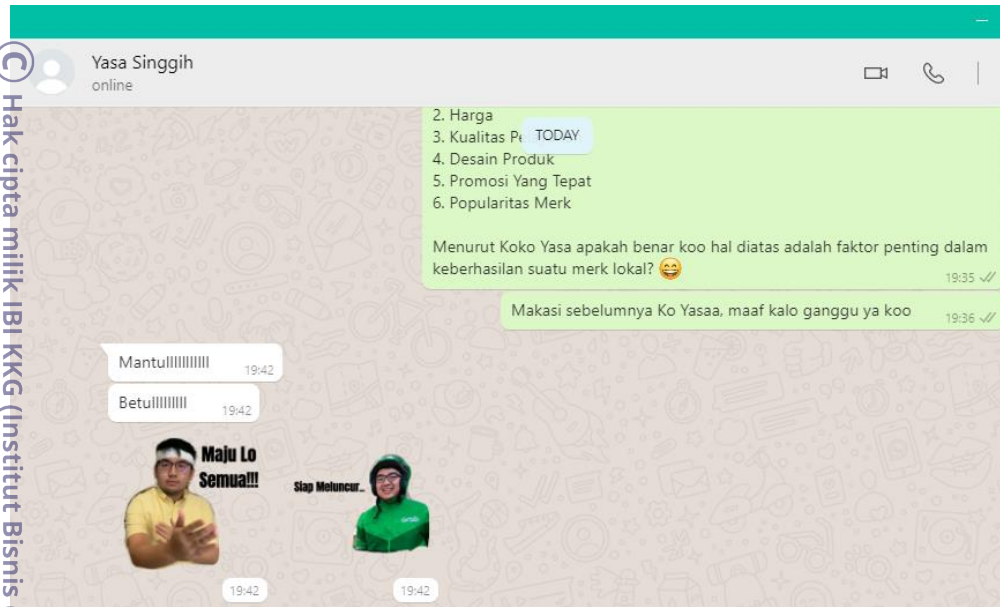 Yasa Singgih
online
2. Harga
3. Kualitas Pe
TODAY
4. Desain Produk
5. Promosi Yang Tepat
6. Popularitas Merk
Menurut Koko Yasa apakah benar koo hal diatas adalah faktor penting dalam
keberhasilan suatu merk lokal? 😄
19:35
Makasi sebelumnya Ko Yasaa, maaf kalo ganggu ya koo
19:36
Mantullllllllllll
19:42
Betullllllllll
19:42
Maju Lo
Semua!!!
Siap Meluncur...
19:42
19:42
© Hak cipta milik IBI KKG (Institut Bisnis